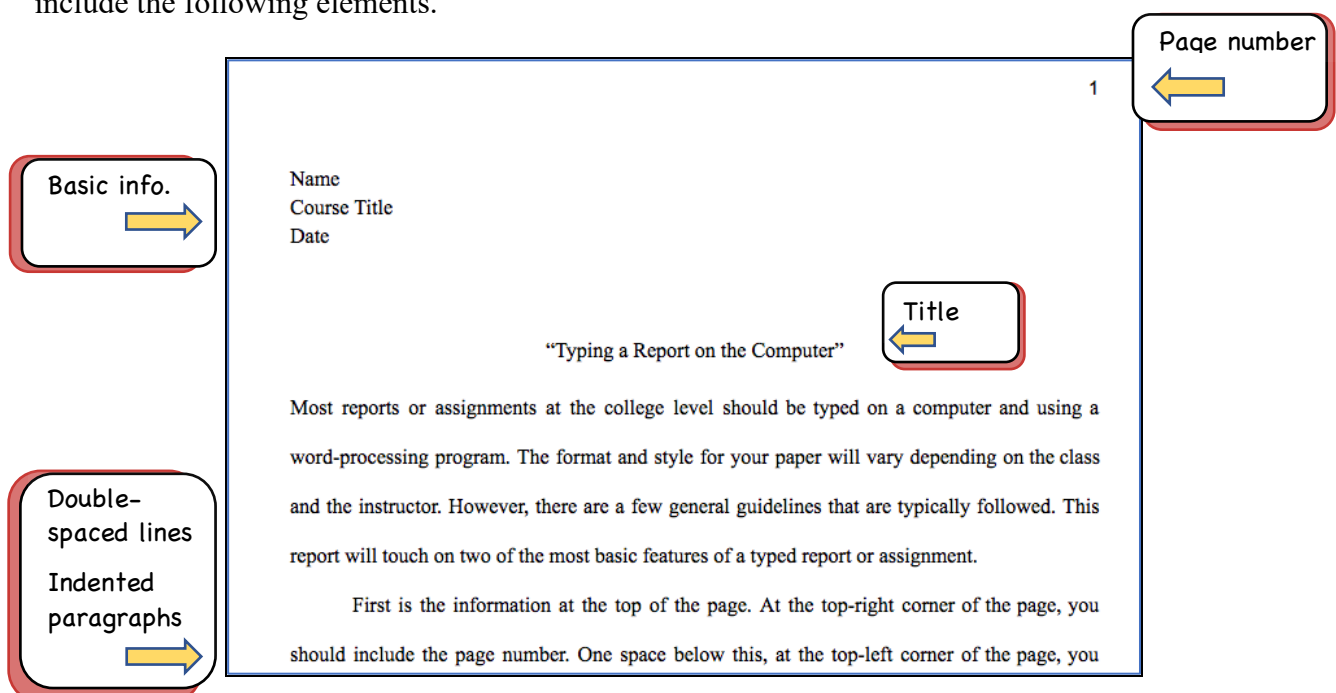 include the following elements.
Page number
1
Basic info.
Name
Course Title
Date
Title
“Typing a Report on the Computer”
Most reports or assignments at the college level should be typed on a computer and using a
word-processing program. The format and style for your paper will vary depending on the class
and the instructor. However, there are a few general guidelines that are typically followed. This
report will touch on two of the most basic features of a typed report or assignment.
Double-
spaced lines
Indented
paragraphs
First is the information at the top of the page. At the top-right corner of the page, you
should include the page number. One space below this, at the top-left corner of the page, you